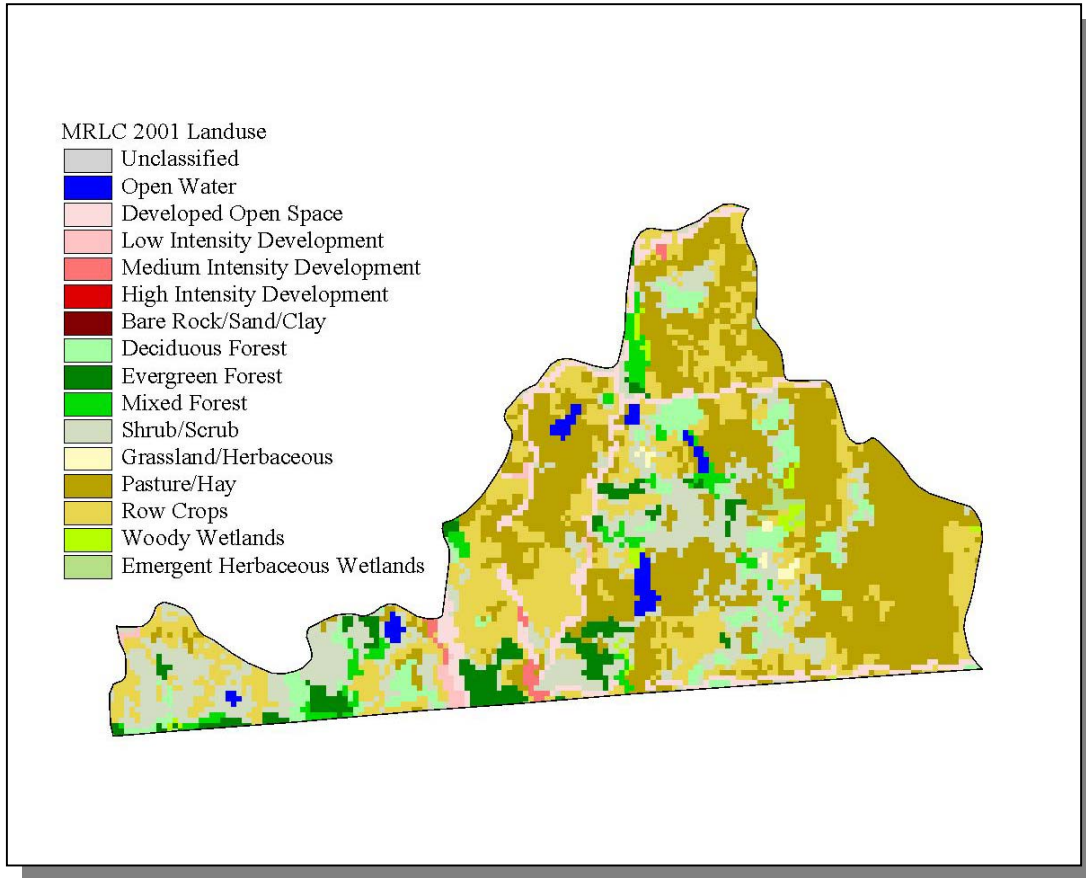 MRLC 2001 Landuse
Unclassified
Open Water
Developed Open Space
Low Intensity Development
Medium Intensity Development
High Intensity Development
Bare Rock/Sand/Clay
Deciduous Forest
Evergreen Forest
Mixed Forest
Shrub/Scrub
Grassland/Herbaceous
Pasture/Hay
Row Crops
Woody Wetlands
Emergent Herbaceous Wetlands